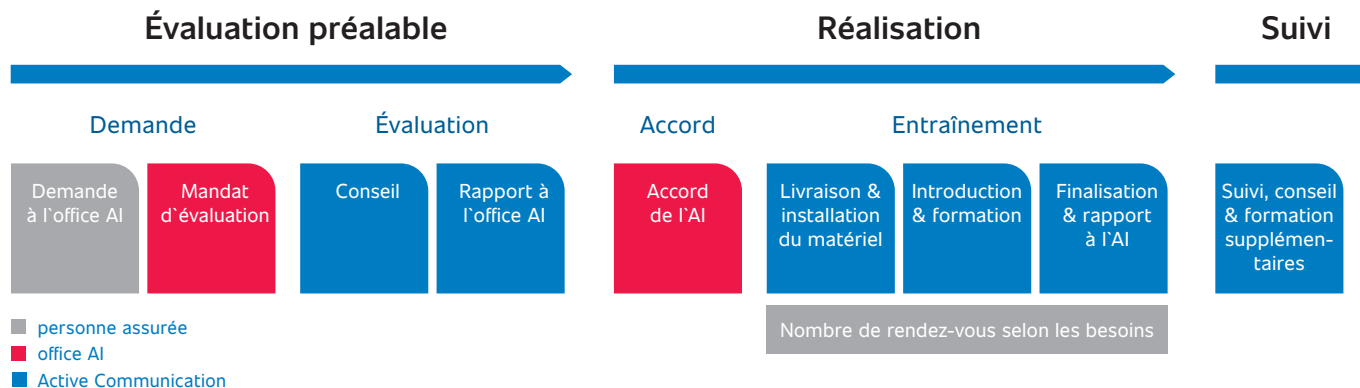 Évaluation préalable
Réalisation
Suivi
Demande
Évaluation
Accord
Entraînement
Demande
à l`office AI
Mandat
d`évaluation
Conseil
Rapport à
l`office AI
Accord
de l`AI
Livraison &
installation
du matériel
Introduction
& formation
Finalisation
& rapport
à l`AI
Suivi, conseil
& formation
supplémen-
taires
Nombre de rendez-vous selon les besoins
personne assurée
office AI
Active Communication